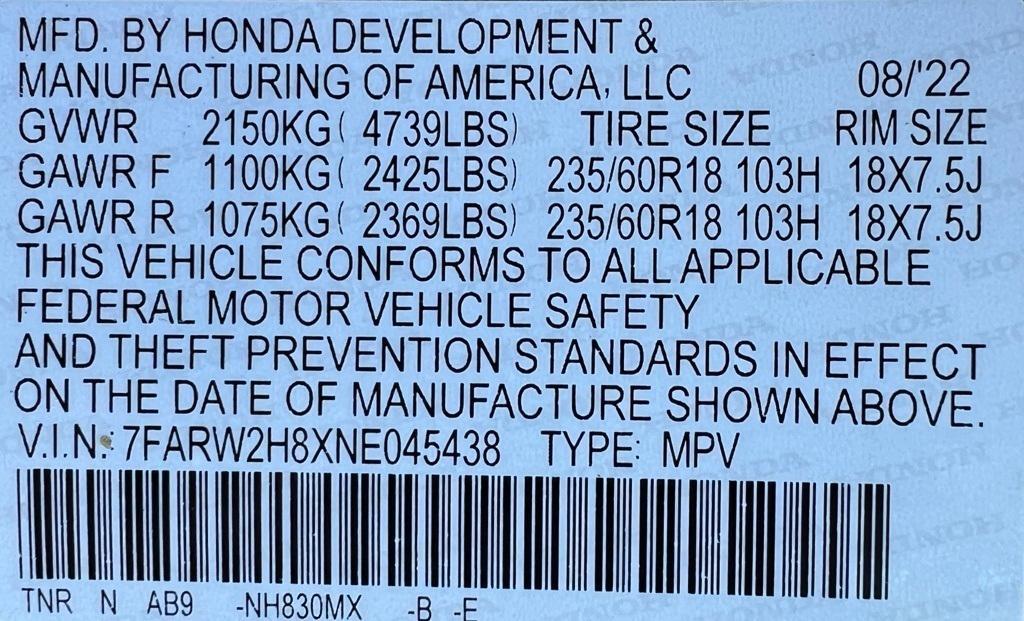 MFD. BY HONDA DEVELOPMENT &
MANUFACTURING OF AMERICA, LLC 08/'22
GVWR 2150KG( 4739LBS) TIRE SIZE RIM SIZE
GAWR F 1100KG( 2425LBS) 235/60R18 103H 18X7.5J
GAWR R 1075KG( 2369LBS) 235/60R18 103H 18X7.5J
THIS VEHICLE CONFORMS TO ALL APPLICABLE
FEDERAL MOTOR VEHICLE SAFETY
AND THEFT PREVENTION STANDARDS IN EFFECT
ON THE DATE OF MANUFACTURE SHOWN ABOVE.
V.I.N.: 7FARW2H8XNE045438 TYPE: MPV
TNR N AB9 -NH830MX -B -E